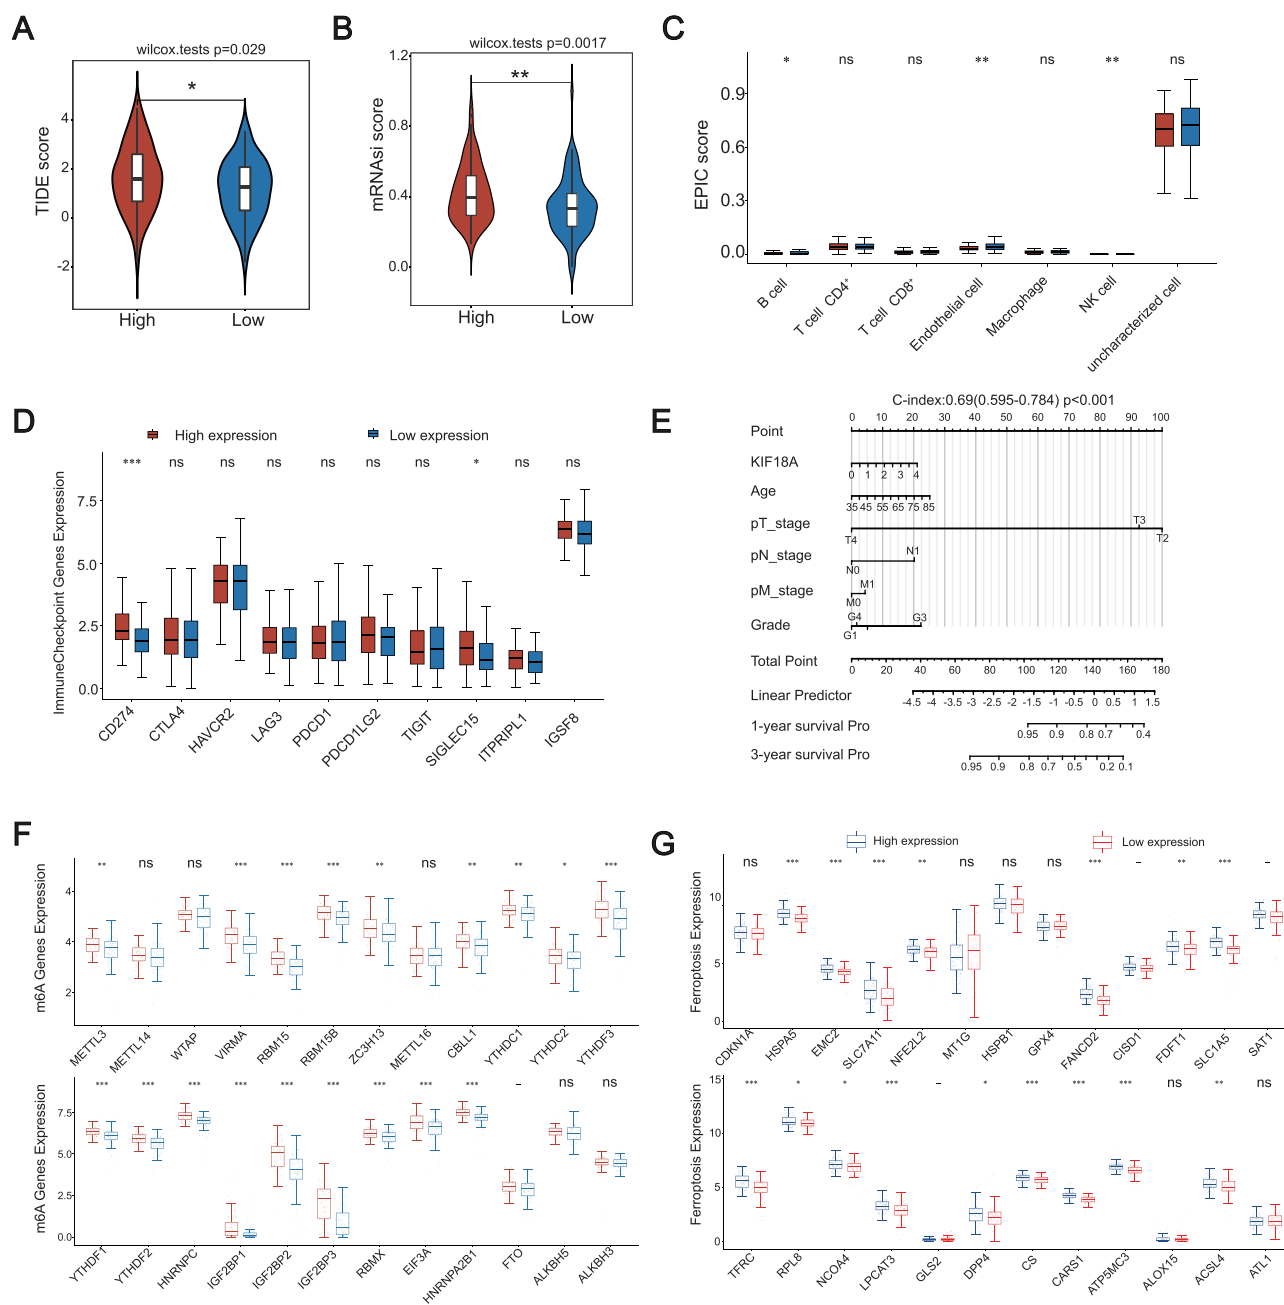 A
wilcox.tests p=0.029
TIDE score
4
2
0
-2
*
High
Low
B
wilcox.tests p=0.0017
mRNAsi score
1.2
0.8
0.4
0.0
**
High
Low
C
EPIC score
0.9
0.6
0.3
0.0
* ns ns ** ns ** ns
B cell
T cell CD4+
T cell CD8+
Endothelial cell
Macrophage
NK cell
uncharacterized cell
D
High expression
Low expression
ImmuneCheckpoint Genes Expression
7.5
5.0
2.5
0.0
*** ns ns ns ns ns ns * ns ns
CD274
CTLA4
HAVCR2
LAG3
PDCD1
PDCD1LG2
TIGIT
SIGLEC15
ITPRIPL1
IGSF8
E
C-index:0.69(0.595-0.784) p<0.001
0 10 20 30 40 50 60 70 80 90 100
Point
KIF18A
0 1 2 3 4
Age
35 45 55 65 75 85
pT_stage
T3
T4 T2
pN_stage
N1
N0
pM_stage
M1
M0
Grade
G4 G3
G1
Total Point
0 20 40 60 80 100 120 140 160 180
Linear Predictor
-4.5 -4 -3.5 -3 -2.5 -2 -1.5 -1 -0.5 0 0.5 1 1.5
1-year survival Pro
0.95 0.9 0.8 0.7 0.4
3-year survival Pro
0.95 0.9 0.8 0.7 0.5 0.2 0.1
F
m6A Genes Expression
4
4
2
** ns ns *** *** *** ** ns ** ** * ***
METTL3
METTL14
WTAP
VIRMA
RBM15
RBM15B
ZC3H13
METTL16
CBLL1
YTHDC1
YTHDC2
YTHDF3
m6A Genes Expression
7.5
5.0
2.5
0.0
*** *** *** *** *** *** *** *** *** – ns ns
YTHDF1
YTHDF2
HNRNPC
IGF2BP1
IGF2BP2
IGF2BP3
RBMX
EIF3A
HNRNPA2B1
FTO
ALKBH5
ALKBH3
G
High expression
Low expression
Ferroptosis Expression
10
5
0
ns *** *** *** ** ns ns ns *** – ** *** –
CDKN1A
HSPA5
EMC2
SLC7A11
NFE2L2
MT1G
HSPB1
GPX4
FANCD2
CISD1
FDFT1
SLC1A5
SAT1
Ferroptosis Expression
15
10
5
0
*** * * *** – * *** *** *** ns ** ns
TFRC
RPL8
NCOA4
LPCAT3
GLS2
DPP4
CS
CARS1
ATP5MC3
ALOX15
ACSL4
ATL1